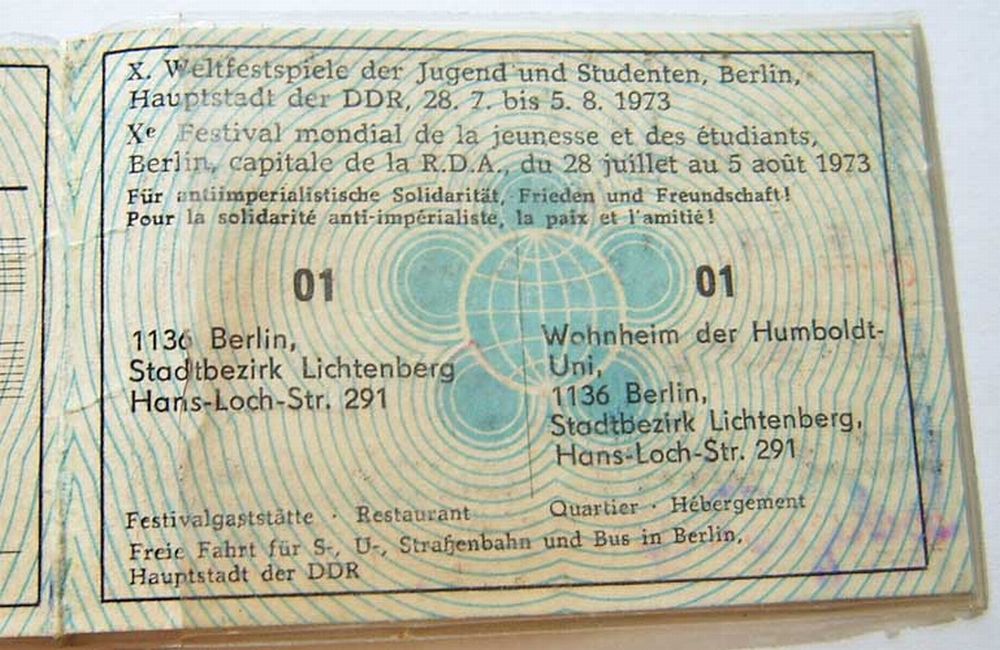 X. Weltfestspiele der Jugend und Studenten, Berlin,
Hauptstadt der DDR, 28. 7. bis 5. 8. 1973
Xe Festival mondial de la jeunesse et des étudiants,
Berlin, capitale de la R.D.A., du 28 juillet au 5 août 1973
Für antiimperialistische Solidarität, Frieden und Freundschaft!
Pour la solidarité anti-impérialiste, la paix et l'amitié!
01
1136 Berlin,
Stadtbezirk Lichtenberg
Hans-Loch-Str. 291
Festivalgaststätte · Restaurant
01
Wohnheim der Humboldt-
Uni,
1136 Berlin,
Stadtbezirk Lichtenberg,
Hans-Loch-Str. 291
Quartier · Hébergement
Freie Fahrt für S-, U-, Straßenbahn und Bus in Berlin,
Hauptstadt der DDR